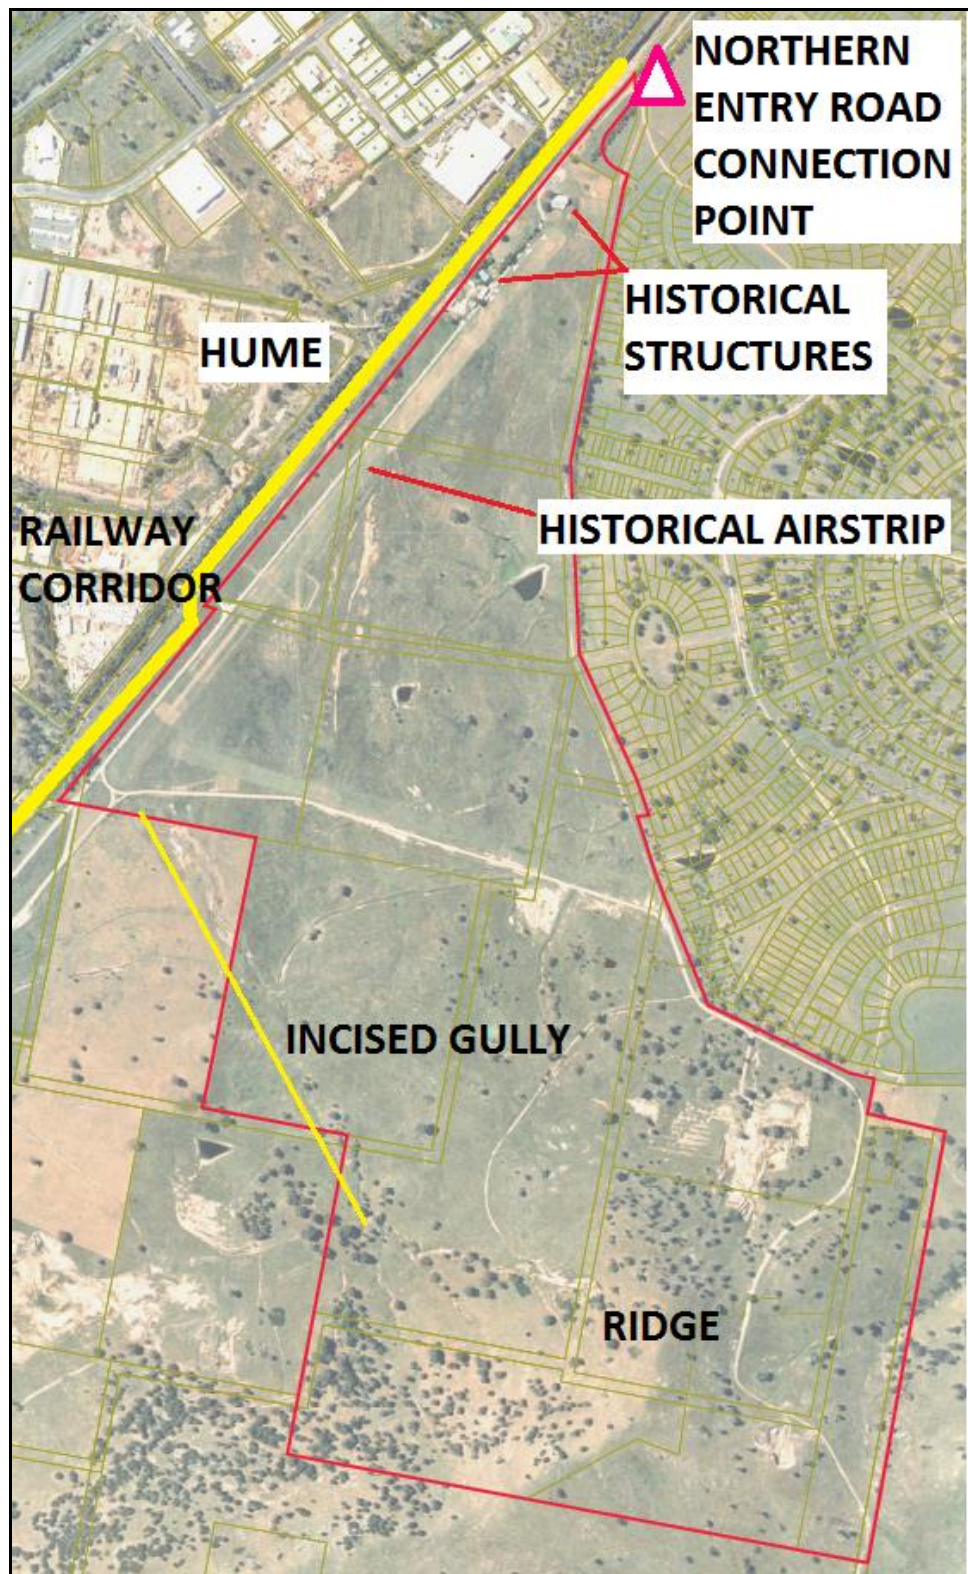 NORTHERN
ENTRY ROAD
CONNECTION
POINT
HISTORICAL
STRUCTURES
HUME
RAILWAY
CORRIDOR
HISTORICAL AIRSTRIP
INCISED GULLY
RIDGE